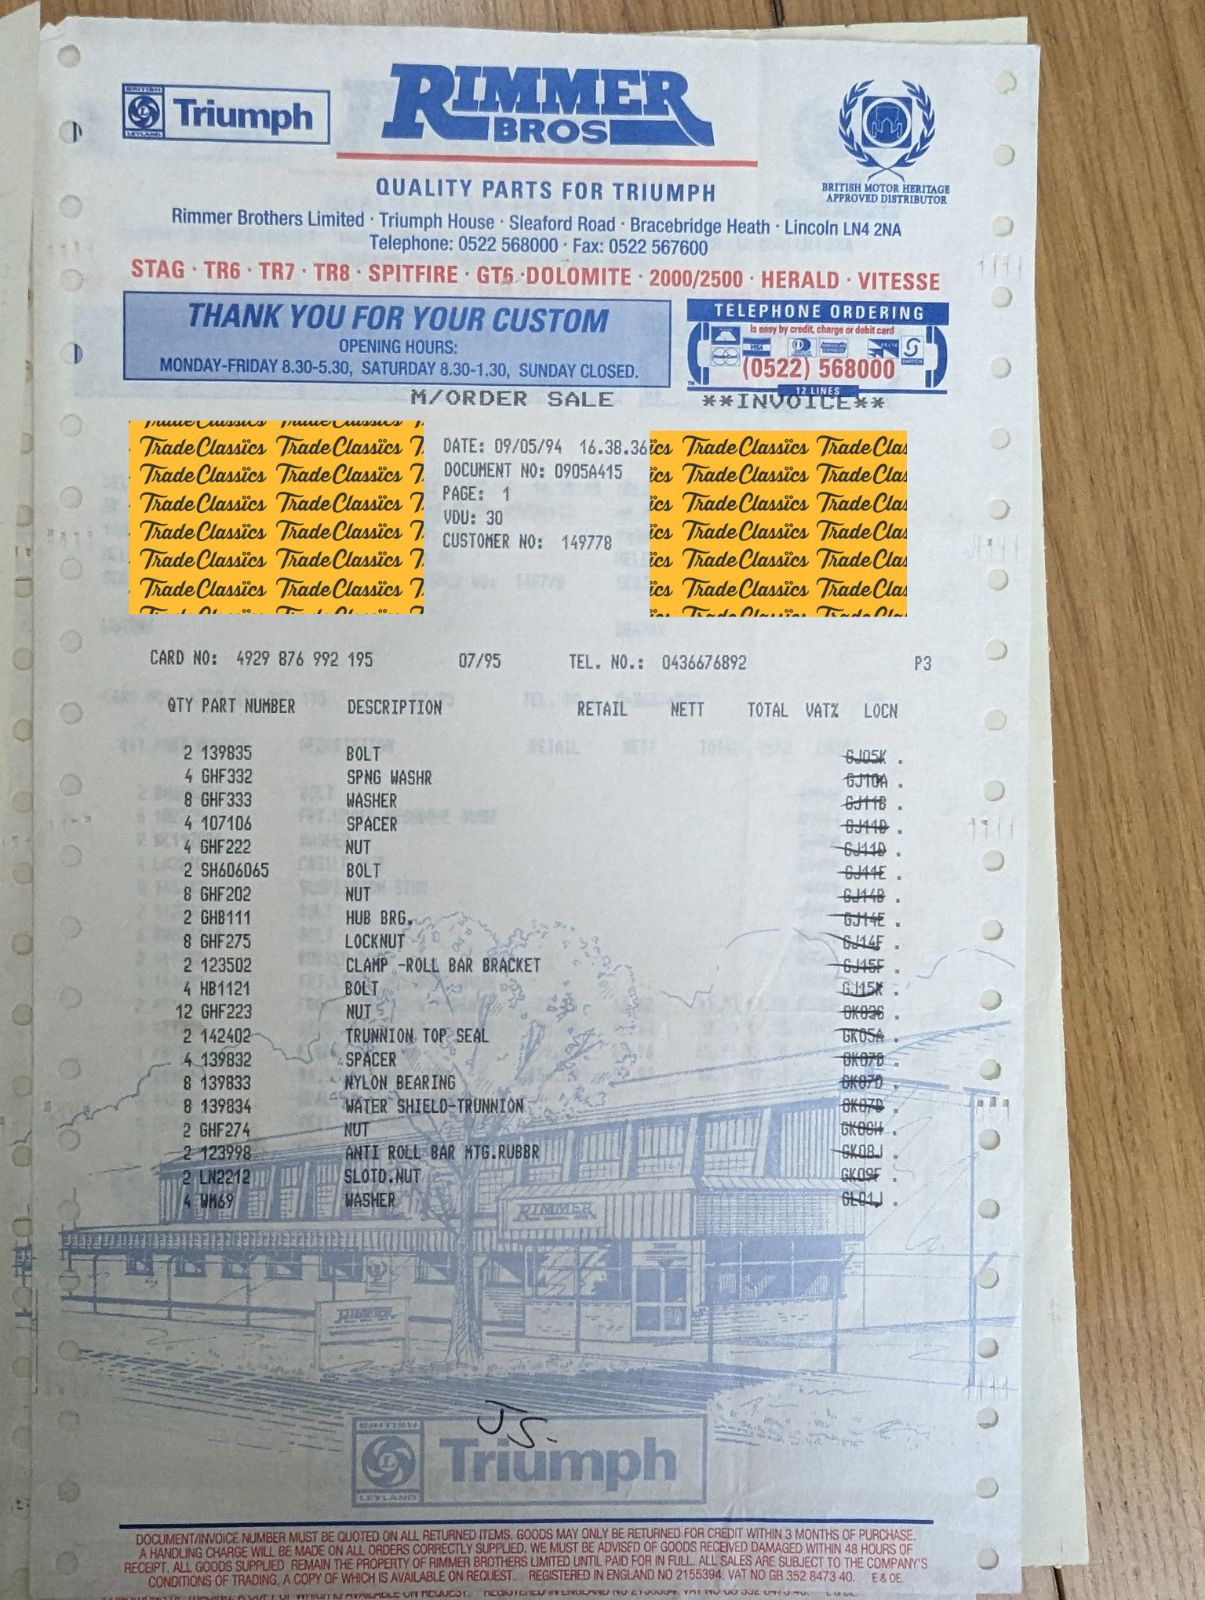 BRITISH LEYLAND Triumph
RIMMER BROS
BRITISH MOTOR HERITAGE
APPROVED DISTRIBUTOR
QUALITY PARTS FOR TRIUMPH
Rimmer Brothers Limited · Triumph House · Sleaford Road · Bracebridge Heath · Lincoln LN4 2NA
Telephone: 0522 568000 · Fax: 0522 567600
STAG · TR6 · TR7 · TR8 · SPITFIRE · GT6 · DOLOMITE · 2000/2500 · HERALD · VITESSE
THANK YOU FOR YOUR CUSTOM
OPENING HOURS:
MONDAY-FRIDAY 8.30-5.30, SATURDAY 8.30-1.30, SUNDAY CLOSED.
TELEPHONE ORDERING
Is easy by credit, charge or debit card
VISA SWITCH
(0522) 568000
12 LINES
M/ORDER SALE **INVOICE**
Trade Classics Trade Classics
DATE: 09/05/94 16.38.36
DOCUMENT NO: 0905A415
PAGE: 1
VDU: 30
CUSTOMER NO: 149778
CARD NO: 4929 876 992 195 07/95 TEL. NO.: 0436676892 P3
QTY PART NUMBER DESCRIPTION RETAIL NETT TOTAL VAT% LOCN
2 139835 BOLT GJ05K .
4 GHF332 SPNG WASHR GJ10A .
8 GHF333 WASHER GJ11B .
4 107106 SPACER GJ11D .
4 GHF222 NUT GJ11D .
2 SH606065 BOLT GJ11E .
8 GHF202 NUT GJ14B .
2 GHB111 HUB BRG. GJ14E .
8 GHF275 LOCKNUT GJ14F .
2 123502 CLAMP -ROLL BAR BRACKET GJ15F .
4 HB1121 BOLT GJ15K .
12 GHF223 NUT .
2 142402 TRUNNION TOP SEAL GK05A .
4 139832 SPACER .
8 139833 NYLON BEARING GK07D .
8 139834 WATER SHIELD-TRUNNION .
2 GHF274 NUT .
2 123998 ANTI ROLL BAR MTG.RUBBR GK08J .
2 LN2212 SLOTD.NUT GK09F .
4 WM69 WASHER GL01J .
RIMMER
RIMMER
JS.
BRITISH LEYLAND Triumph
DOCUMENT/INVOICE NUMBER MUST BE QUOTED ON ALL RETURNED ITEMS. GOODS MAY ONLY BE RETURNED FOR CREDIT WITHIN 3 MONTHS OF PURCHASE.
A HANDLING CHARGE WILL BE MADE ON ALL ORDERS CORRECTLY SUPPLIED. WE MUST BE ADVISED OF GOODS RECEIVED DAMAGED WITHIN 48 HOURS OF
RECEIPT. ALL GOODS SUPPLIED REMAIN THE PROPERTY OF RIMMER BROTHERS LIMITED UNTIL PAID FOR IN FULL. ALL SALES ARE SUBJECT TO THE COMPANY'S
CONDITIONS OF TRADING, A COPY OF WHICH IS AVAILABLE ON REQUEST. REGISTERED IN ENGLAND NO 2155394. VAT NO GB 352 8473 40. E & OE.